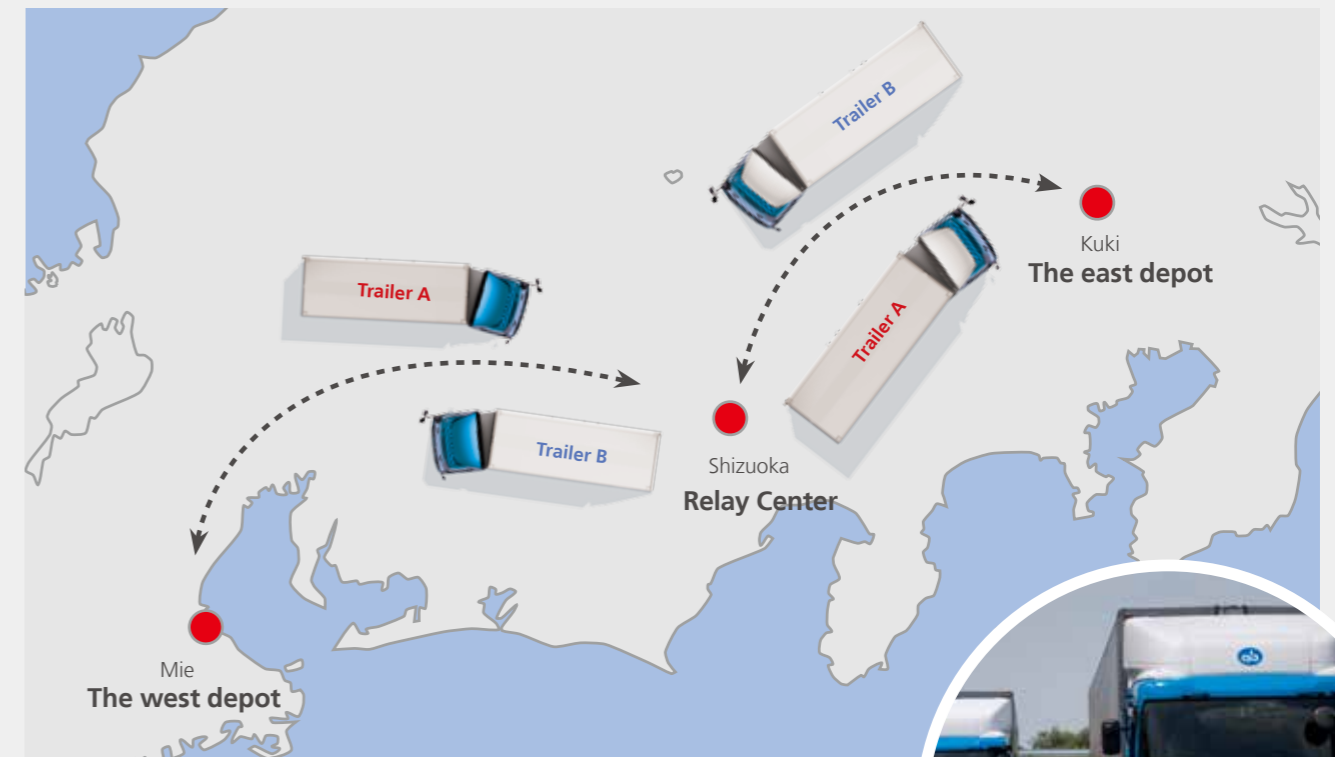 Trailer B
Kuki
The east depot
Trailer A
Trailer A
Trailer B
Shizuoka
Relay Center
Mie
The west depot